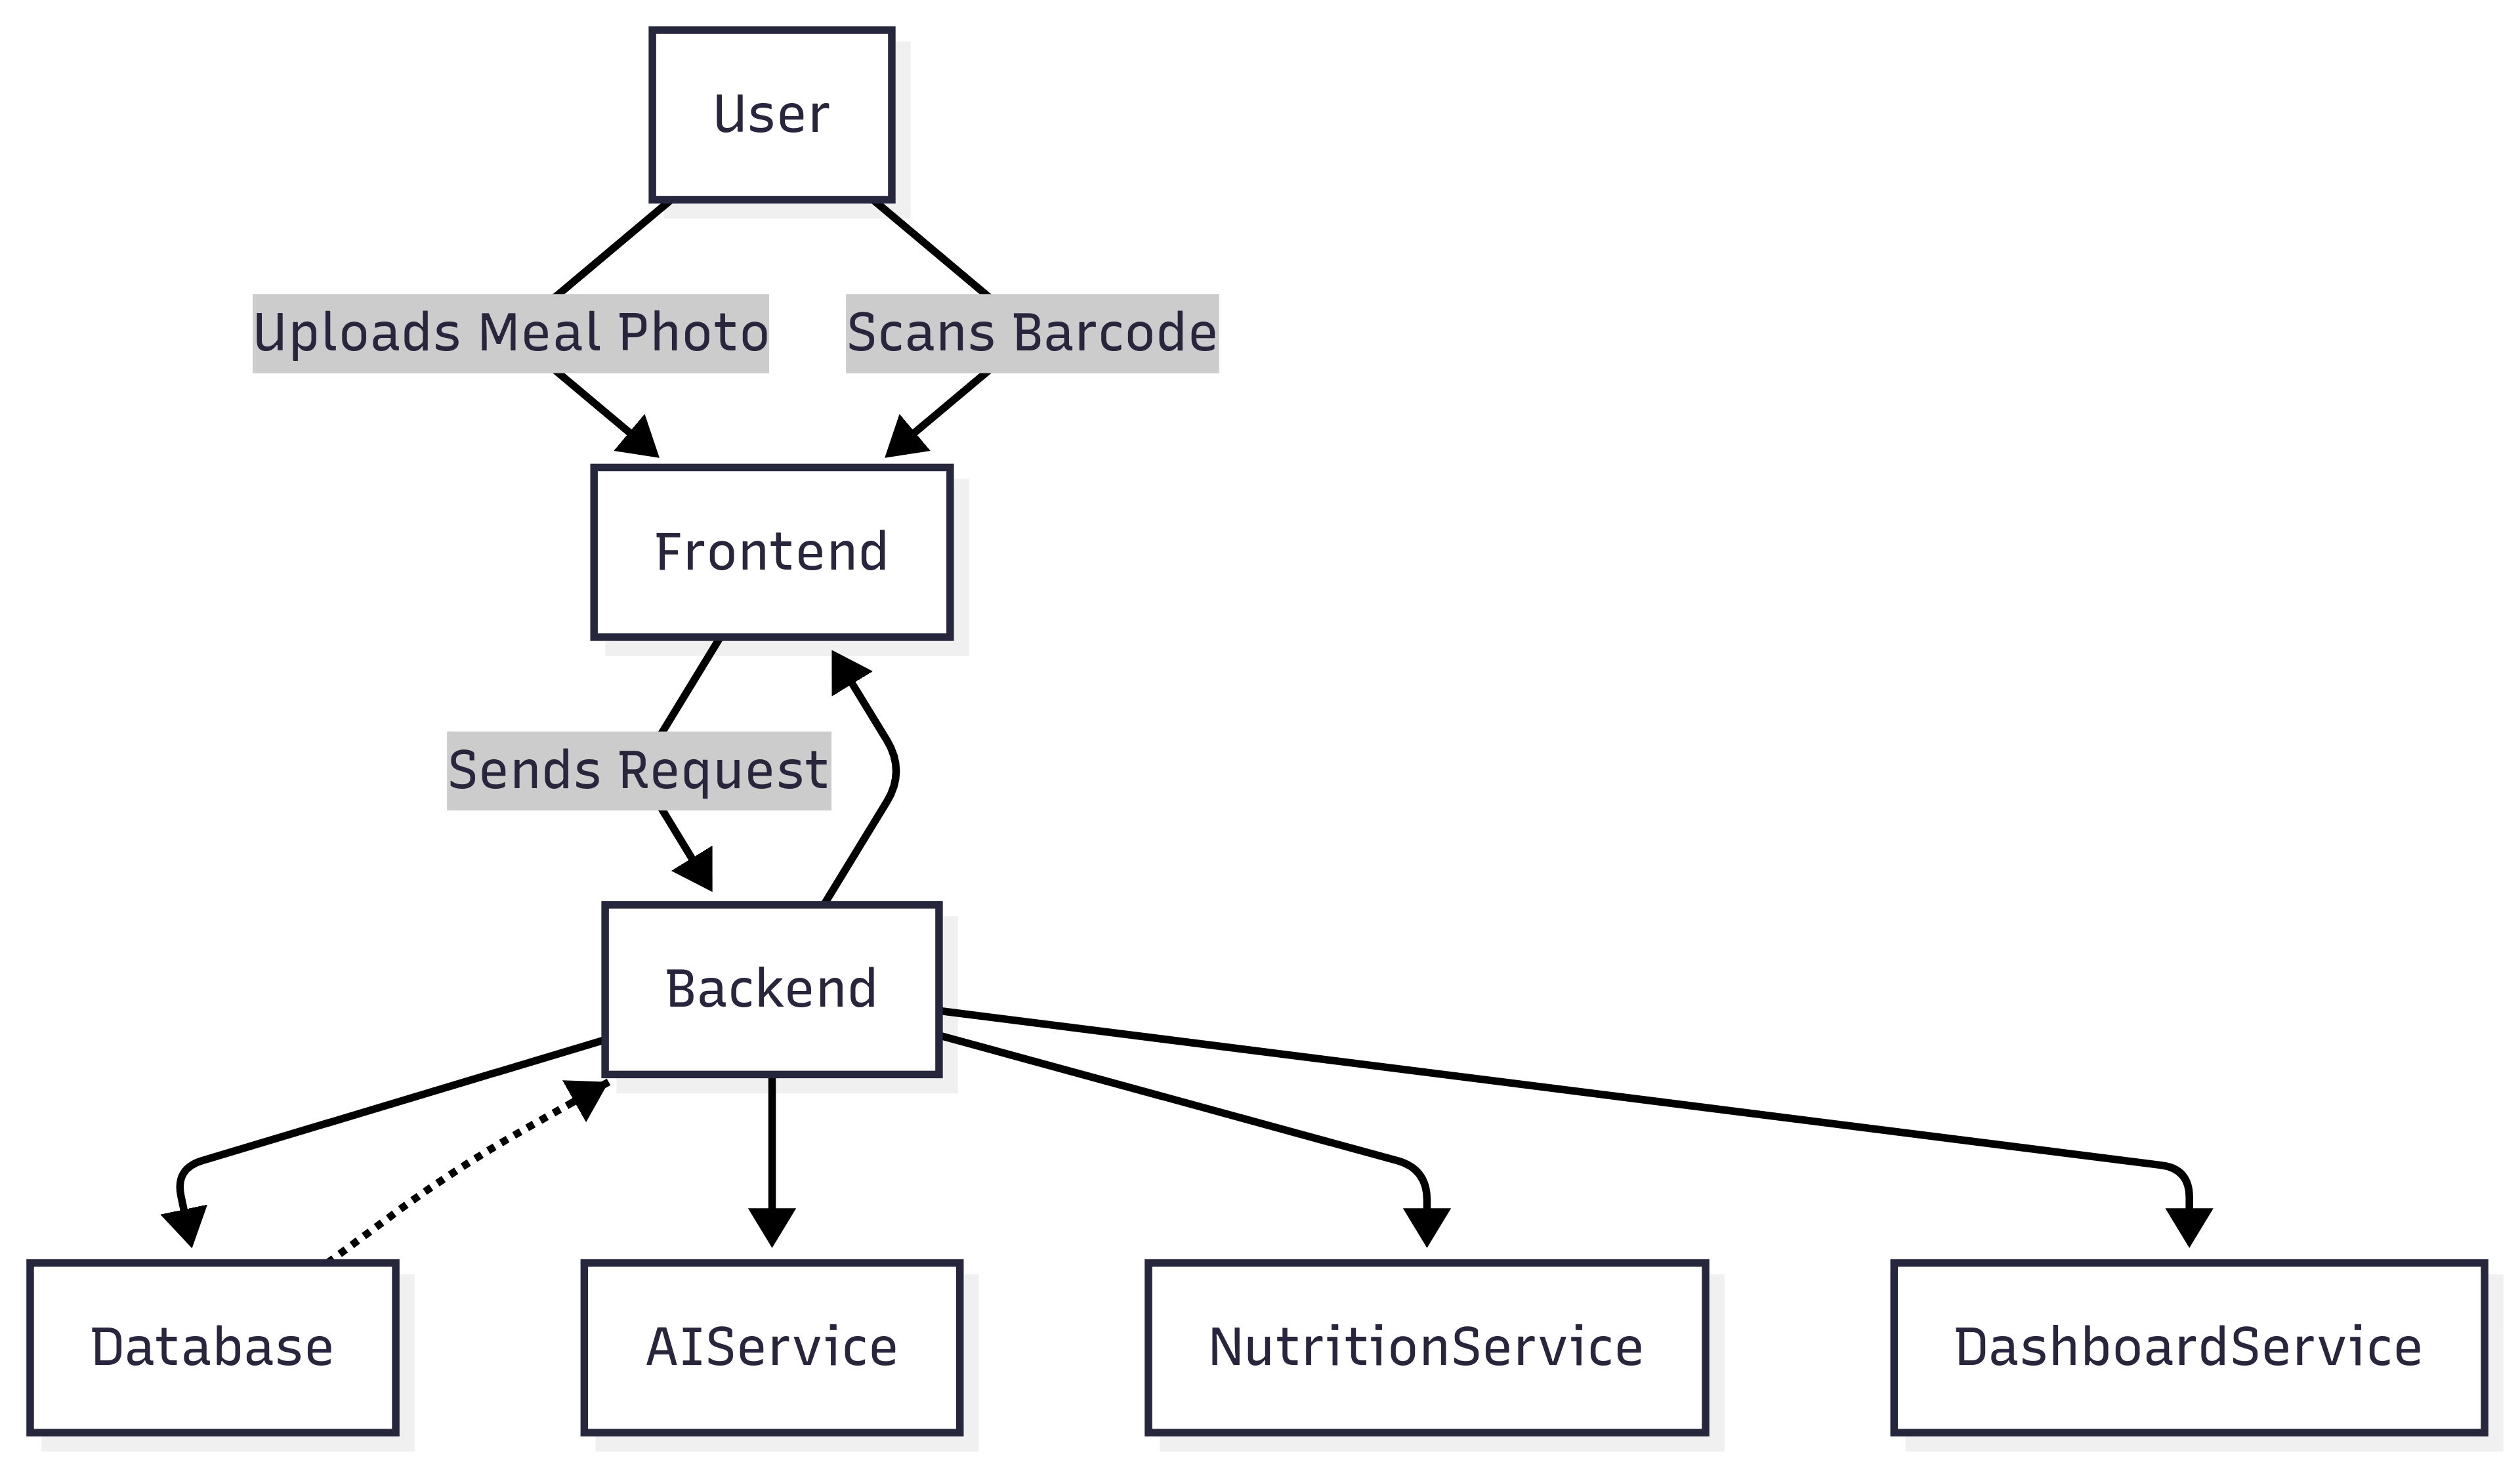 User
Uploads Meal Photo
Scans Barcode
Frontend
Sends Request
Backend
Database
AIService
NutritionService
DashboardService